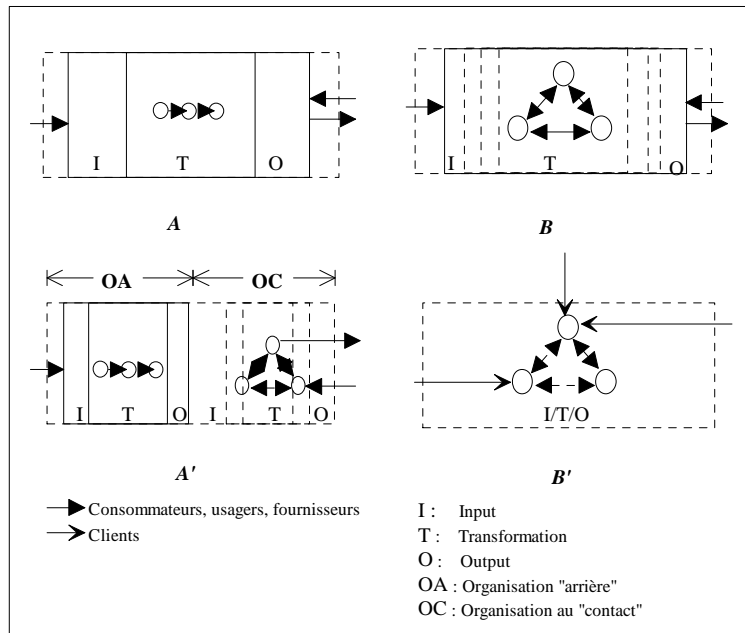 I T O
I T O
A
B
OA OC
I T O I T O
I/T/O
A'
B'
Consommateurs, usagers, fournisseurs
Clients
I : Input
T : Transformation
O : Output
OA : Organisation "arrière"
OC : Organisation au "contact"